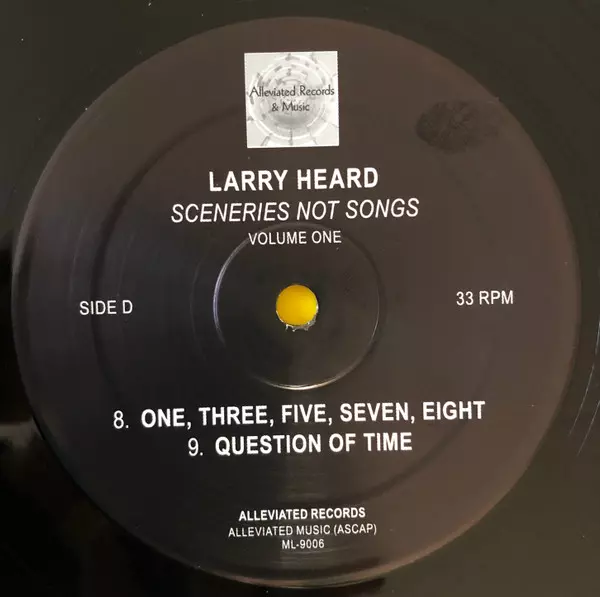 Alleviated Records
& Music
LARRY HEARD
SCENERIES NOT SONGS
VOLUME ONE
SIDE D
33 RPM
8. ONE, THREE, FIVE, SEVEN, EIGHT
9. QUESTION OF TIME
ALLEVIATED RECORDS
ALLEVIATED MUSIC (ASCAP)
ML-9006